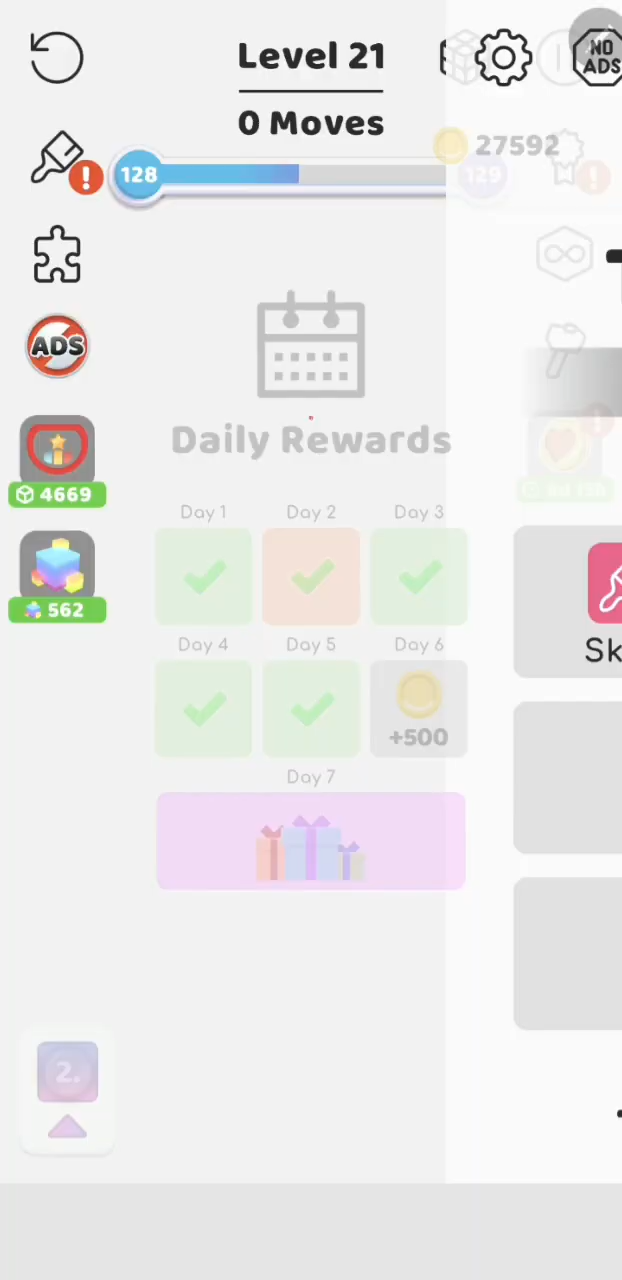 Level 21
NO
ADS
0 Moves
27592
128
129
ADS
Daily Rewards
4669
Day 1
Day 2
Day 3
562
Day 4
Day 5
Day 6
Sk
+500
Day 7
2.